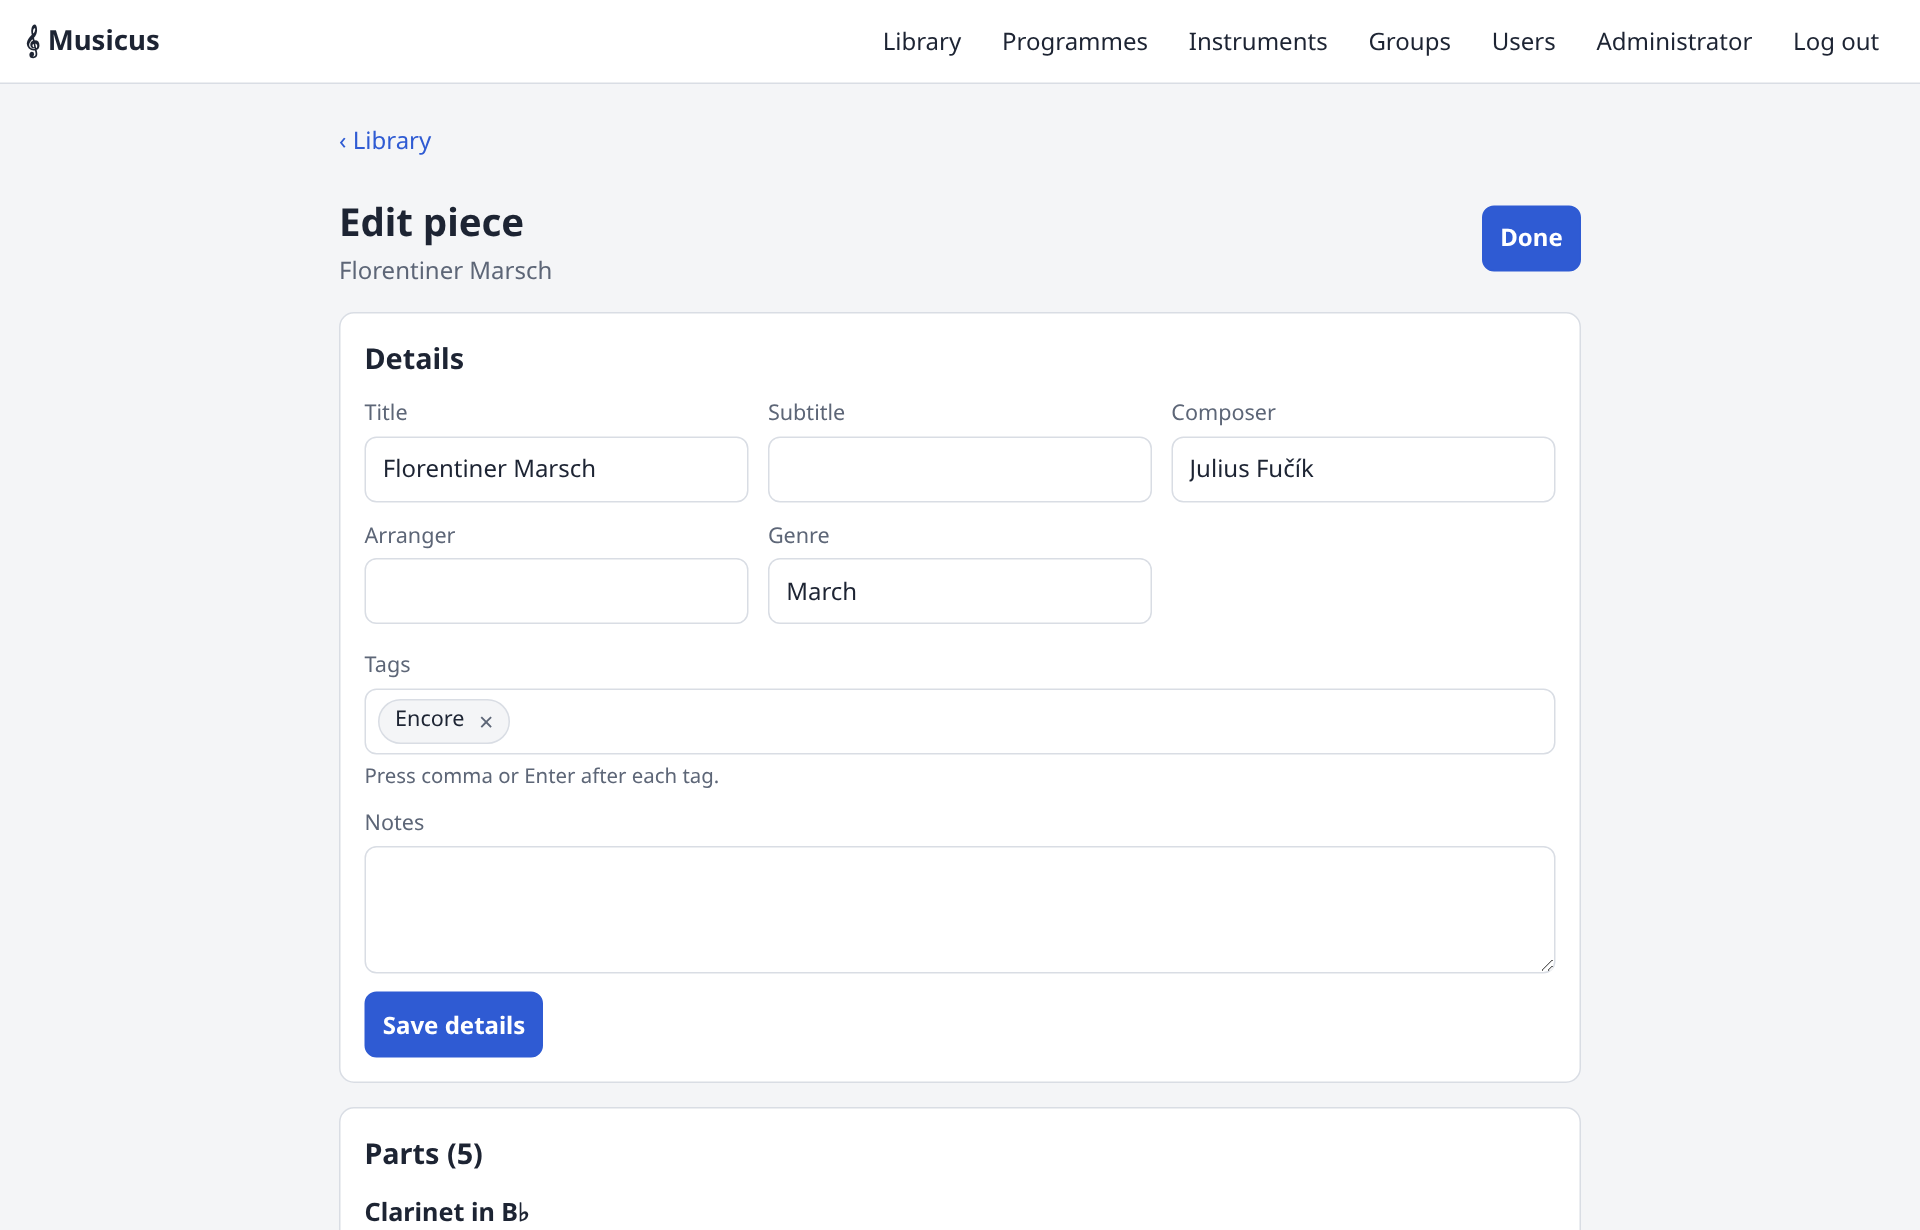 𝄞 Musicus
Library Programmes Instruments Groups Users Administrator Log out
‹ Library
Edit piece
Done
Florentiner Marsch
Details
Title Subtitle Composer
Florentiner Marsch Julius Fučík
Arranger Genre
March
Tags
Encore ×
Press comma or Enter after each tag.
Notes
Save details
Parts (5)
Clarinet in B♭